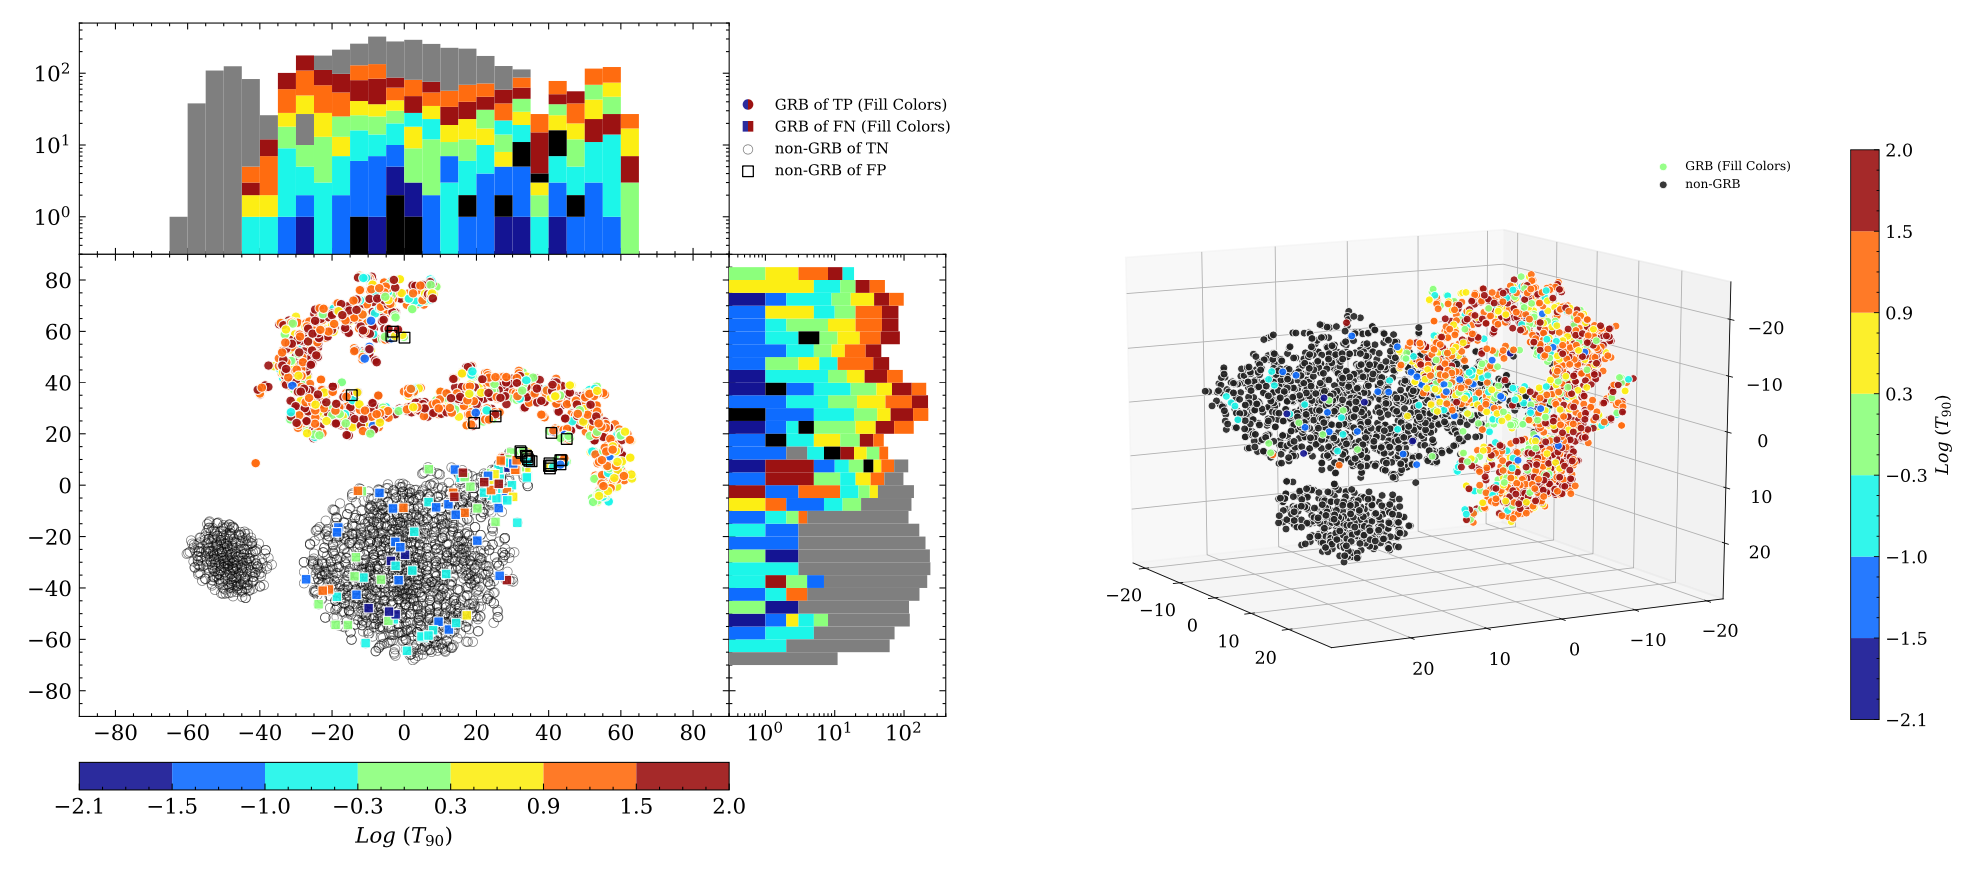 10²
10¹
10⁰
GRB of TP (Fill Colors)
GRB of FN (Fill Colors)
non-GRB of TN
non-GRB of FP
80
60
40
20
0
−20
−40
−60
−80
−80 −60 −40 −20 0 20 40 60 80
10⁰ 10¹ 10²
−2.1 −1.5 −1.0 −0.3 0.3 0.9 1.5 2.0
Log (T₉₀)
GRB (Fill Colors)
non-GRB
−20
−10
0
10
20
−20
−10
0
10
20
20 10 0 −10 −20
2.0
1.5
0.9
0.3
−0.3
−1.0
−1.5
−2.1
Log (T₉₀)